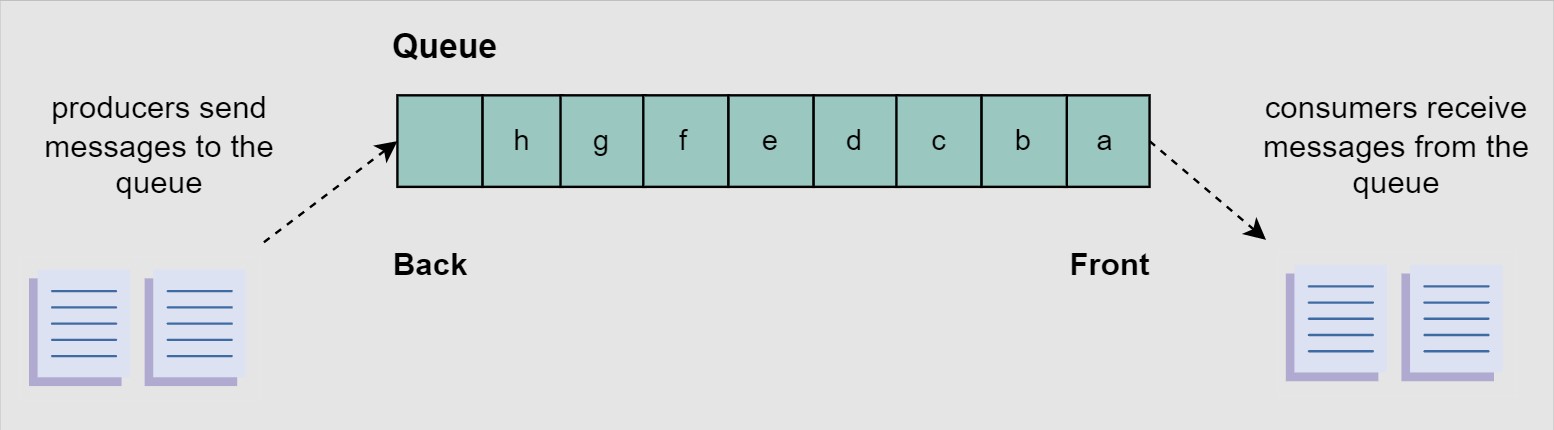 Queue
producers send
messages to the
queue
h g f e d c b a
consumers receive
messages from the
queue
Back
Front